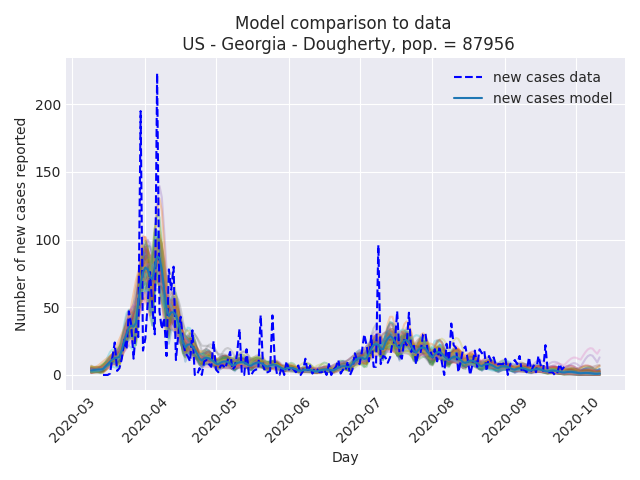 Model comparison to data
US - Georgia - Dougherty, pop. = 87956
new cases data
new cases model
Number of new cases reported
200
150
100
50
0
2020-03
2020-04
2020-05
2020-06
2020-07
2020-08
2020-09
2020-10
Day